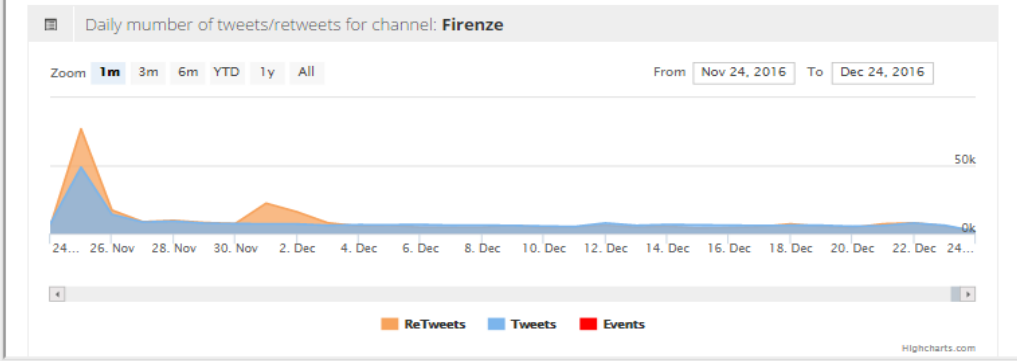 Daily mumber of tweets/retweets for channel: Firenze
Zoom 1m 3m 6m YTD 1y All From Nov 24, 2016 To Dec 24, 2016
50k
0k
24... 26. Nov 28. Nov 30. Nov 2. Dec 4. Dec 6. Dec 8. Dec 10. Dec 12. Dec 14. Dec 16. Dec 18. Dec 20. Dec 22. Dec 24...
ReTweets Tweets Events
Highcharts.com